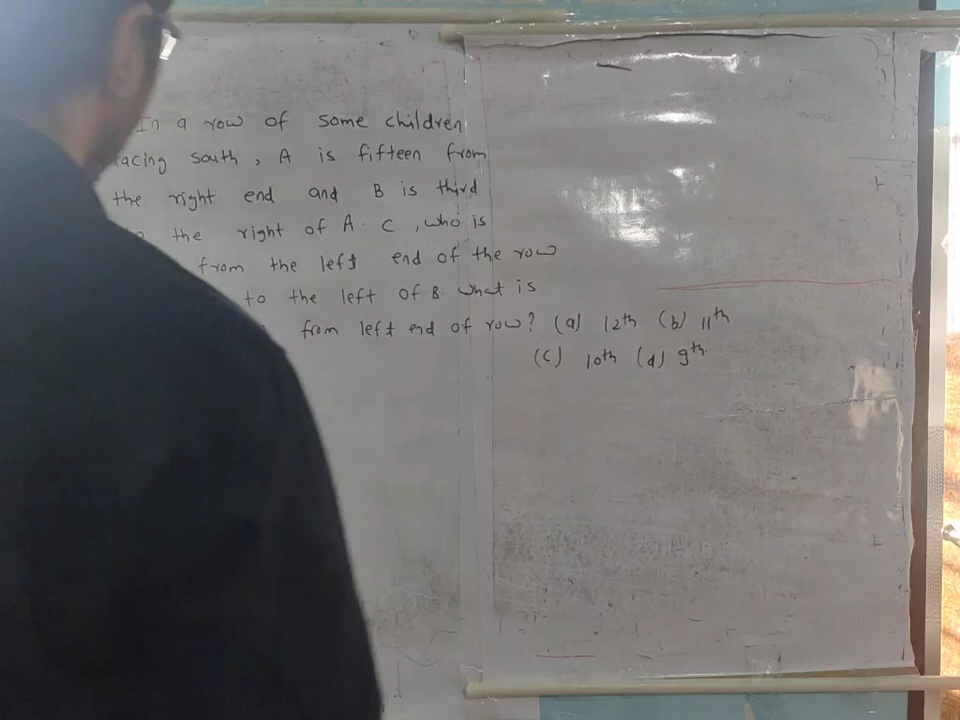 In a row of some children
facing south, A is fifteen from
the right end and B is third
the right of A. C, who is
from the left end of the row
to the left of B. what is
from left end of row? (a) 12th (b) 11th
(c) 10th (d) 9th.